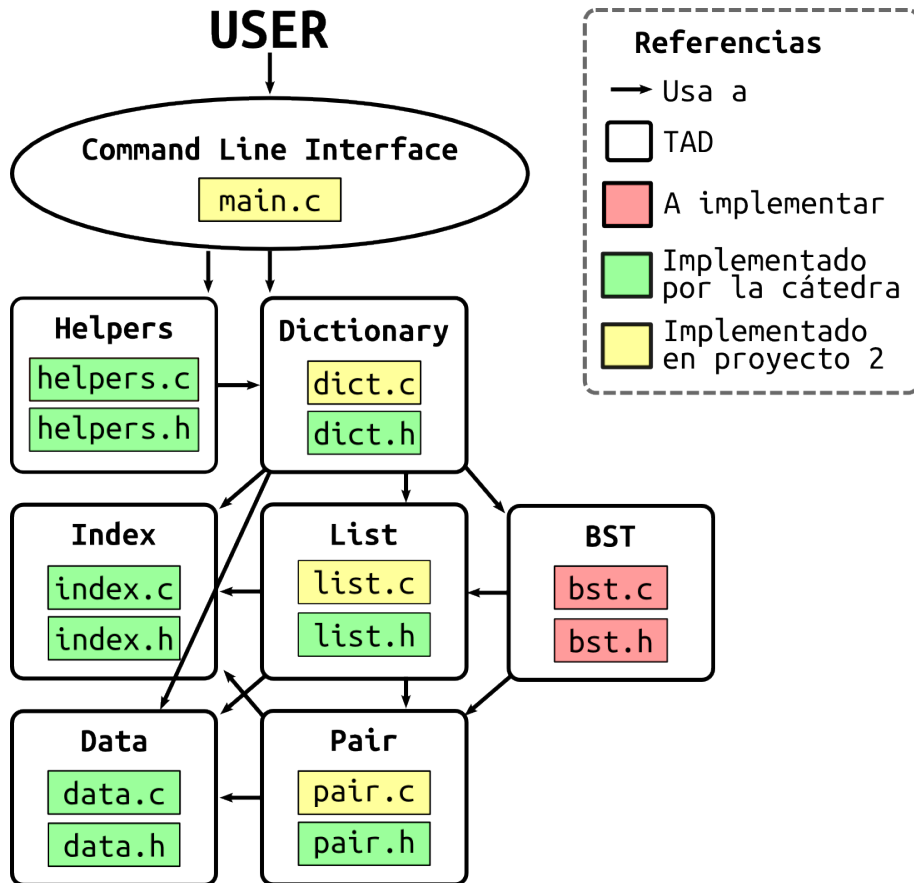 USER
Command Line Interface
main.c
Referencias
Usa a
TAD
A implementar
Implementado
por la cátedra
Implementado
en proyecto 2
Helpers
helpers.c
helpers.h
Dictionary
dict.c
dict.h
Index
index.c
index.h
List
list.c
list.h
BST
bst.c
bst.h
Data
data.c
data.h
Pair
pair.c
pair.h